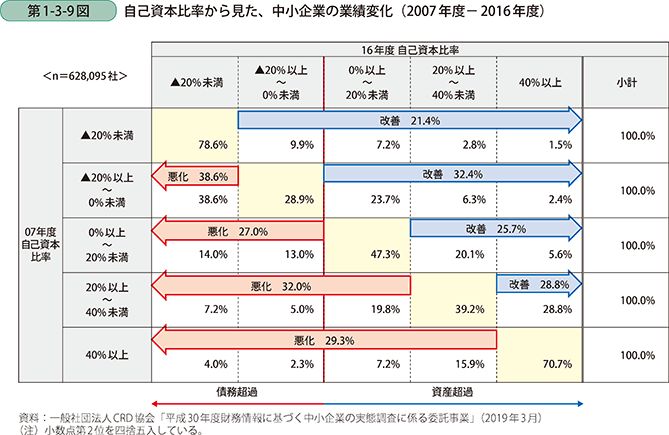 第1-3-9図 自己資本比率から見た、中小企業の業績変化（2007年度－2016年度）
16年度 自己資本比率
＜n＝628,095社＞
▲20%未満 ▲20%以上～0%未満 0%以上～20%未満 20%以上～40%未満 40%以上 小計
07年度自己資本比率
改善 21.4%
▲20%未満 78.6% 9.9% 7.2% 2.8% 1.5% 100.0%
悪化 38.6% 改善 32.4%
▲20%以上～0%未満 38.6% 28.9% 23.7% 6.3% 2.4% 100.0%
悪化 27.0% 改善 25.7%
0%以上～20%未満 14.0% 13.0% 47.3% 20.1% 5.6% 100.0%
悪化 32.0% 改善 28.8%
20%以上～40%未満 7.2% 5.0% 19.8% 39.2% 28.8% 100.0%
悪化 29.3%
40%以上 4.0% 2.3% 7.2% 15.9% 70.7% 100.0%
債務超過 資産超過
資料：一般社団法人CRD協会「平成30年度財務情報に基づく中小企業の実態調査に係る委託事業」（2019年3月）
（注）小数点第2位を四捨五入している。